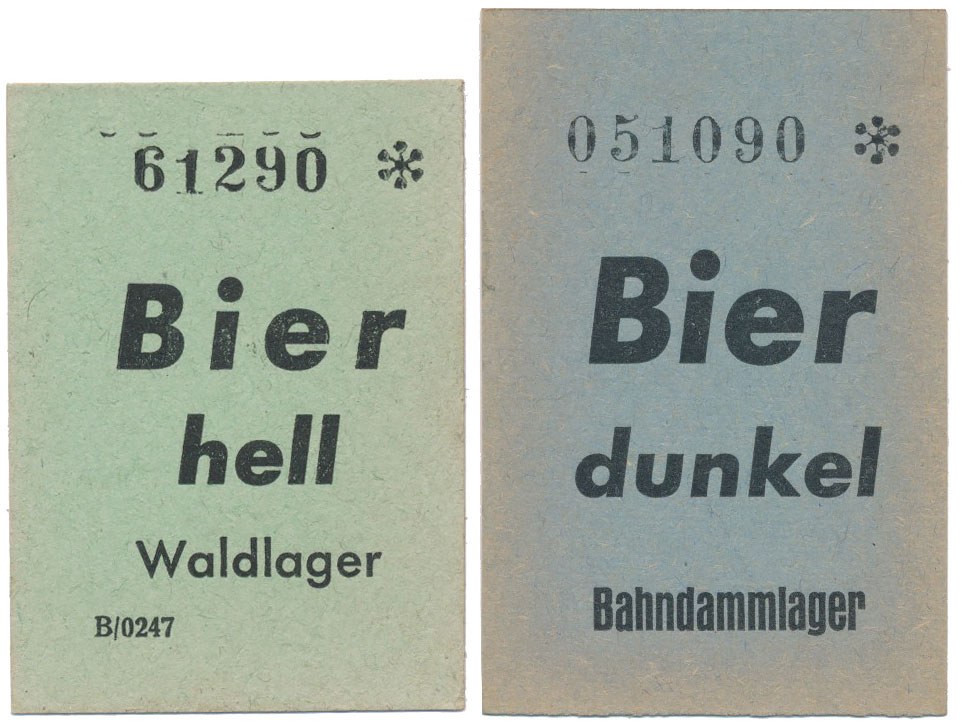 61290 *
Bier
hell
Waldlager
B/0247
051090 *
Bier
dunkel
Bahndammlager